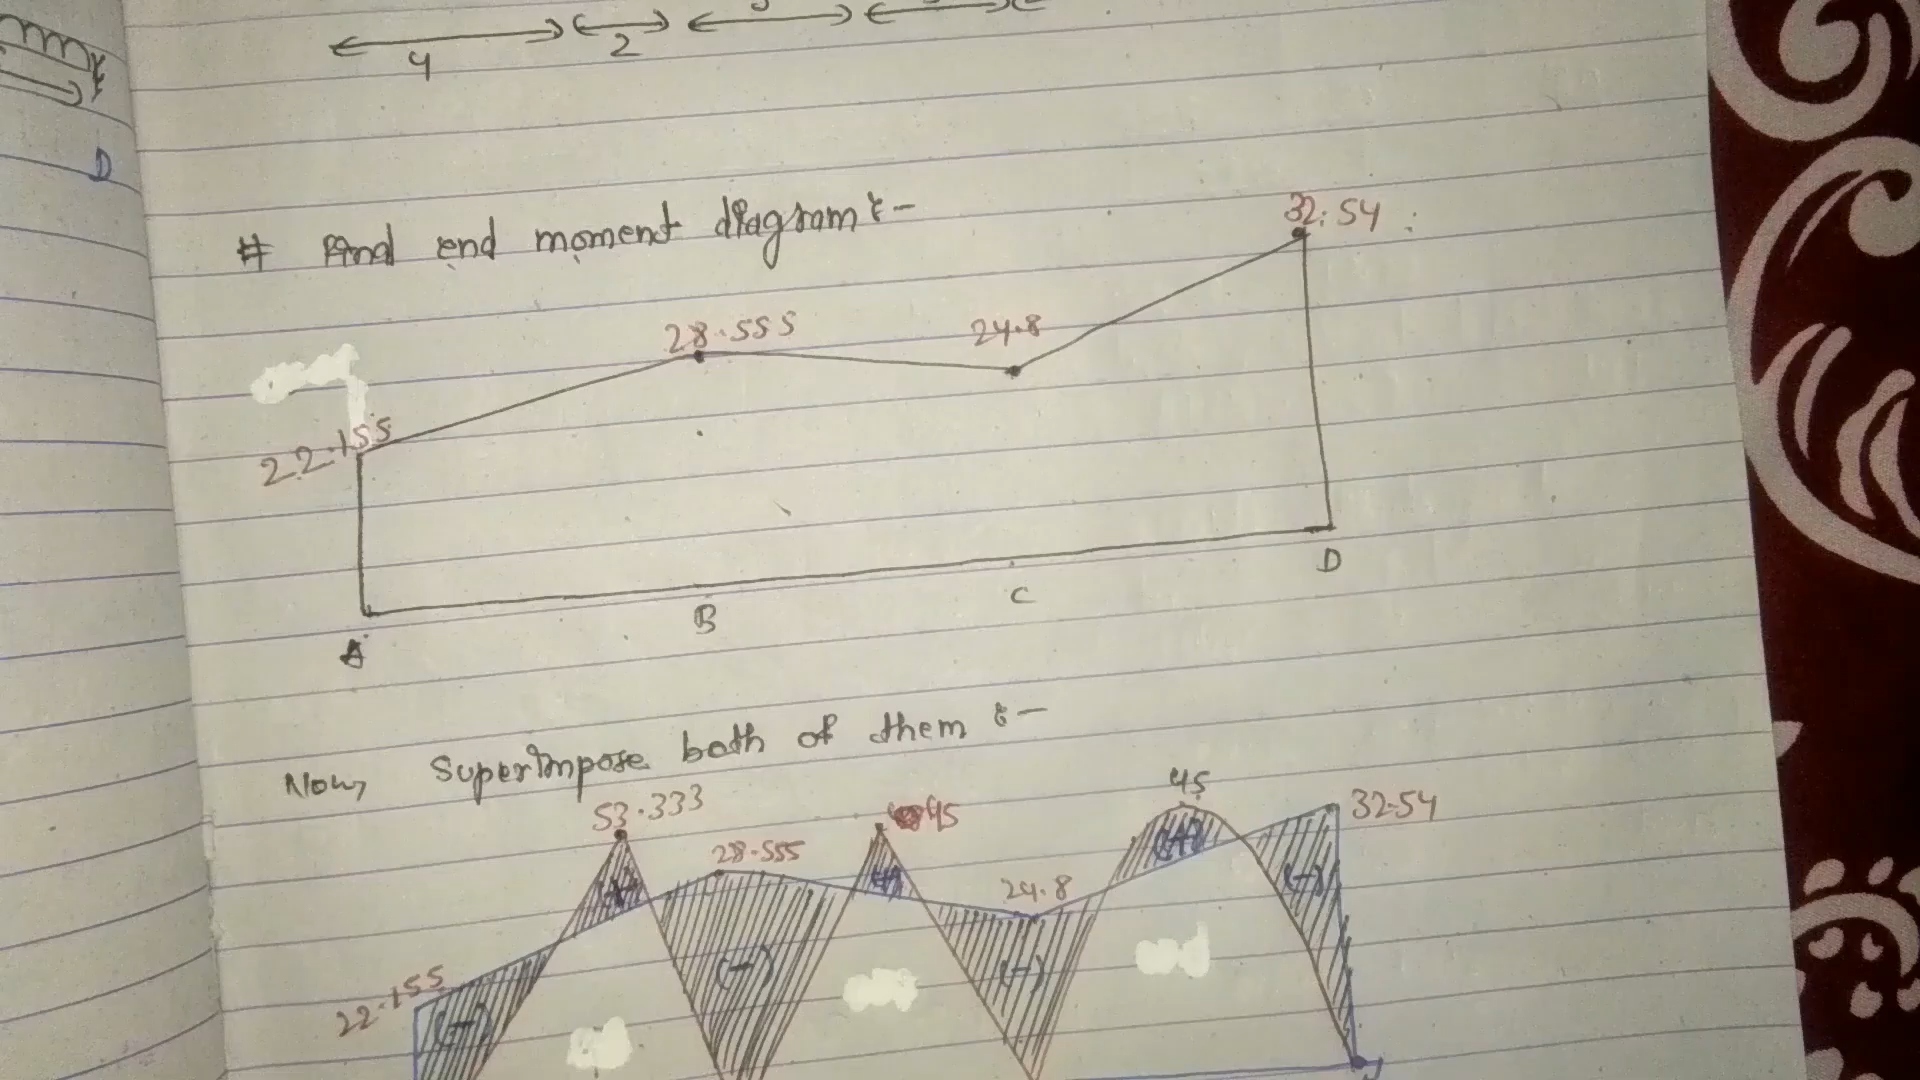 4 2
D
# And end moment diagram :-
32.54
28.555 24.8
22.155
A B C D
Now, Superimpose both of them :-
53.333 45 45 32.54
28.555 24.8
(+) (+) (+) (-)
22.155 (-) (-) (-)